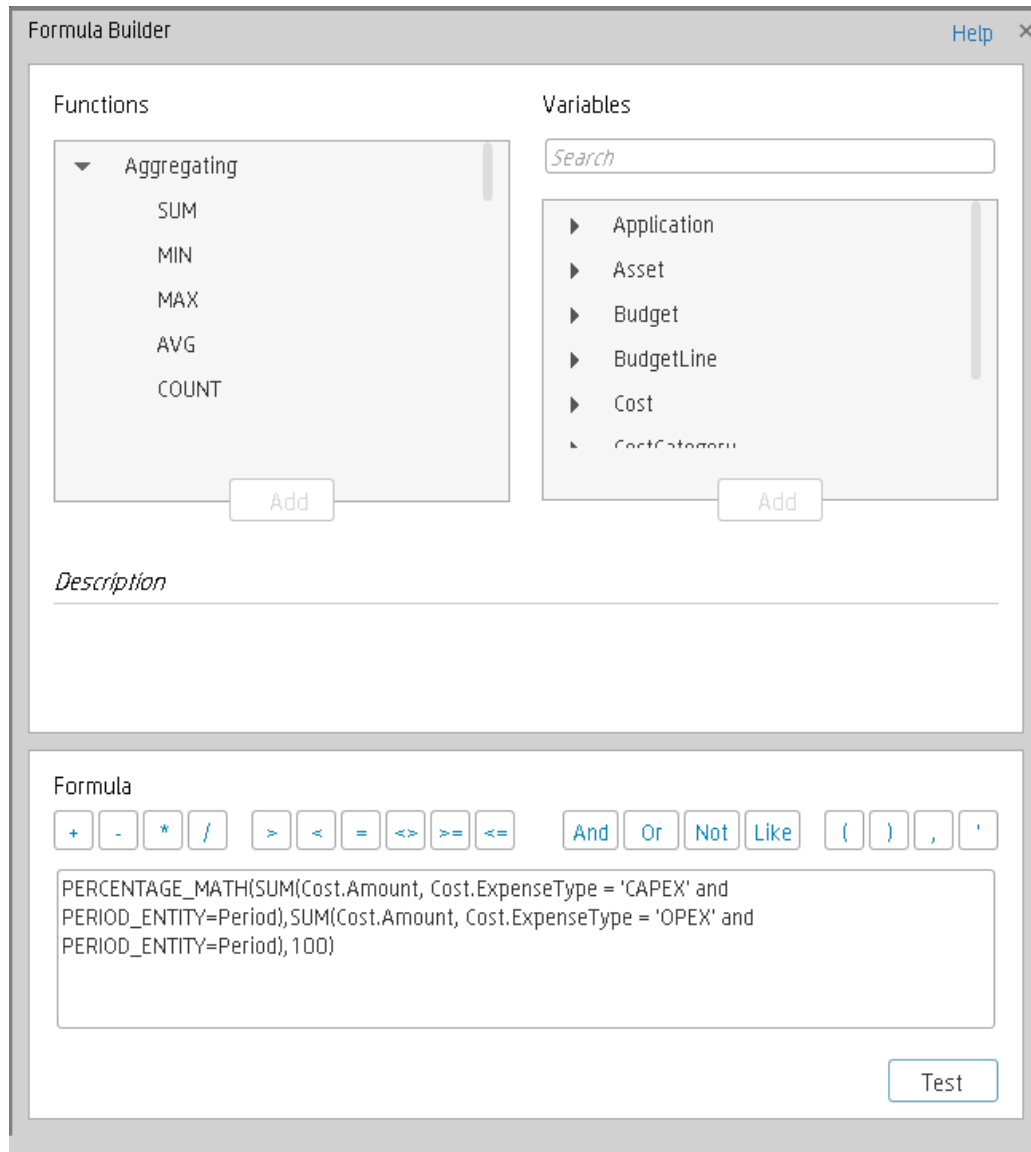 Formula Builder
Help ×
Functions
Variables
Aggregating
SUM
MIN
MAX
AVG
COUNT
Add
Search
Application
Asset
Budget
BudgetLine
Cost
CostCategory
Add
Description
Formula
+ - * / > < = <> >= <= And Or Not Like ( ) , '
PERCENTAGE_MATH(SUM(Cost.Amount, Cost.ExpenseType = 'CAPEX' and
PERIOD_ENTITY=Period),SUM(Cost.Amount, Cost.ExpenseType = 'OPEX' and
PERIOD_ENTITY=Period),100)
Test